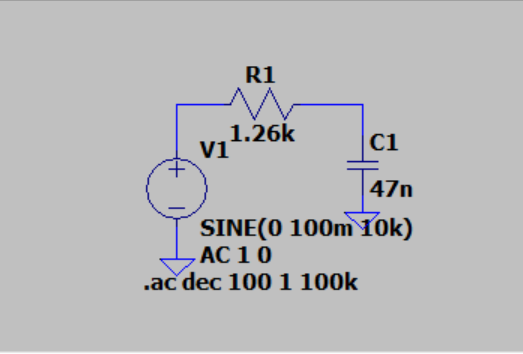 R1
1.26k
V1
C1
47n
SINE(0 100m 10k)
AC 1 0
.ac dec 100 1 100k